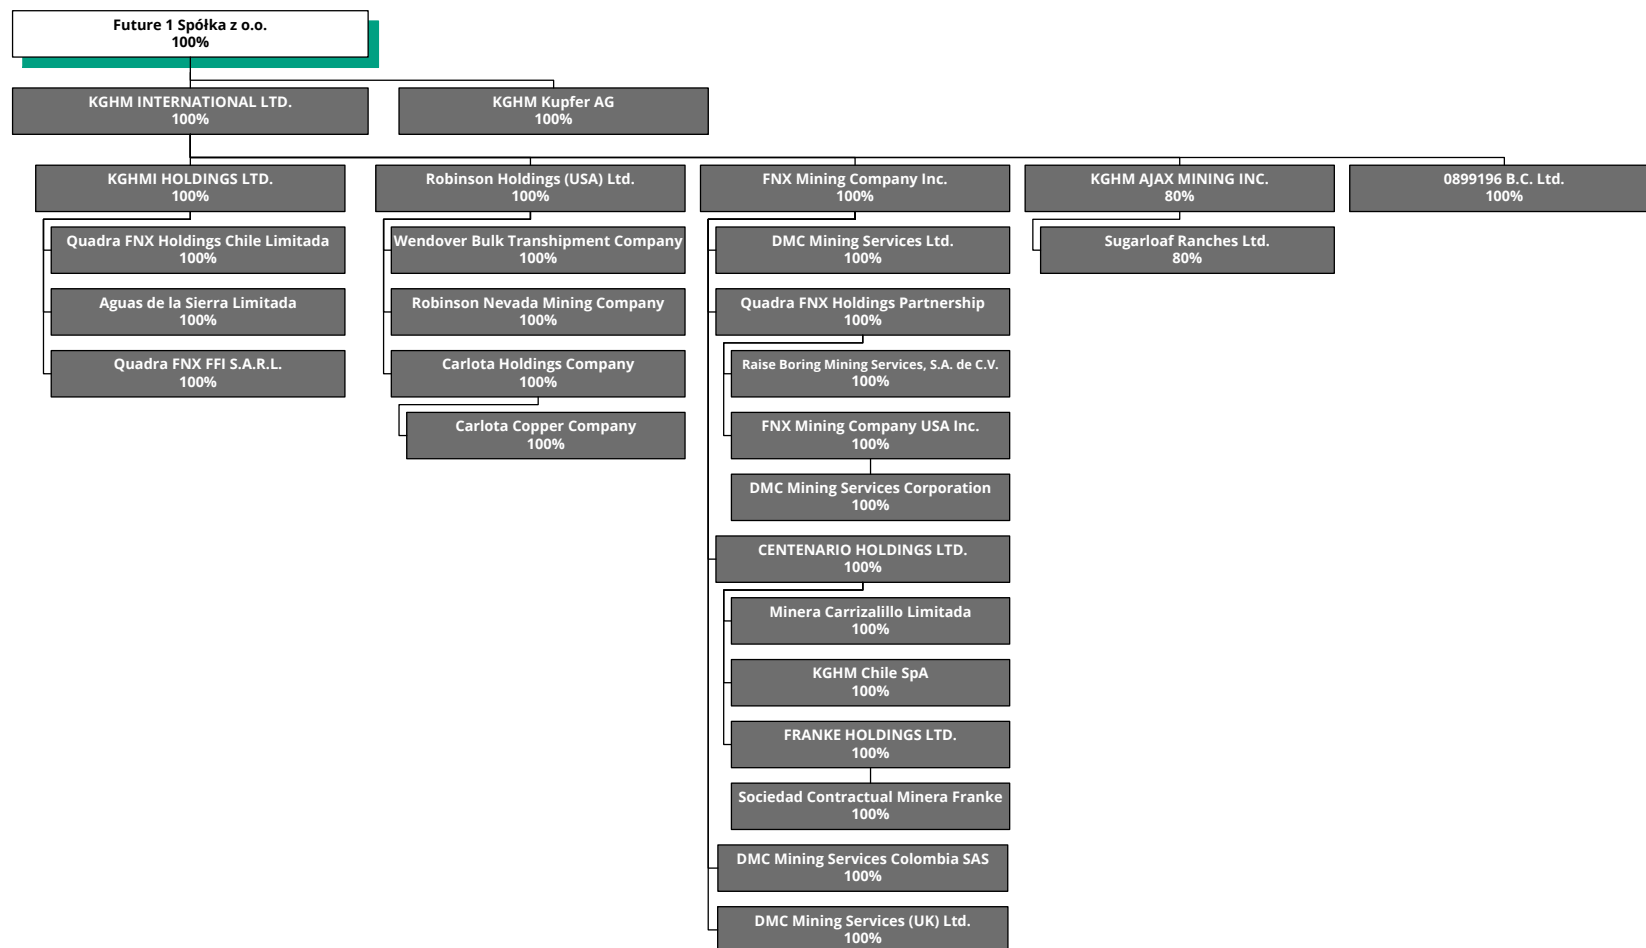 Future 1 Spółka z o.o.
100%
KGHM INTERNATIONAL LTD.
100%
KGHM Kupfer AG
100%
KGHMI HOLDINGS LTD.
100%
Quadra FNX Holdings Chile Limitada
100%
Aguas de la Sierra Limitada
100%
Quadra FNX FFI S.A.R.L.
100%
Robinson Holdings (USA) Ltd.
100%
Wendover Bulk Transhipment Company
100%
Robinson Nevada Mining Company
100%
Carlota Holdings Company
100%
Carlota Copper Company
100%
FNX Mining Company Inc.
100%
DMC Mining Services Ltd.
100%
Quadra FNX Holdings Partnership
100%
Raise Boring Mining Services, S.A. de C.V.
100%
FNX Mining Company USA Inc.
100%
DMC Mining Services Corporation
100%
CENTENARIO HOLDINGS LTD.
100%
Minera Carrizalillo Limitada
100%
KGHM Chile SpA
100%
FRANKE HOLDINGS LTD.
100%
Sociedad Contractual Minera Franke
100%
DMC Mining Services Colombia SAS
100%
DMC Mining Services (UK) Ltd.
100%
KGHM AJAX MINING INC.
80%
Sugarloaf Ranches Ltd.
80%
0899196 B.C. Ltd.
100%